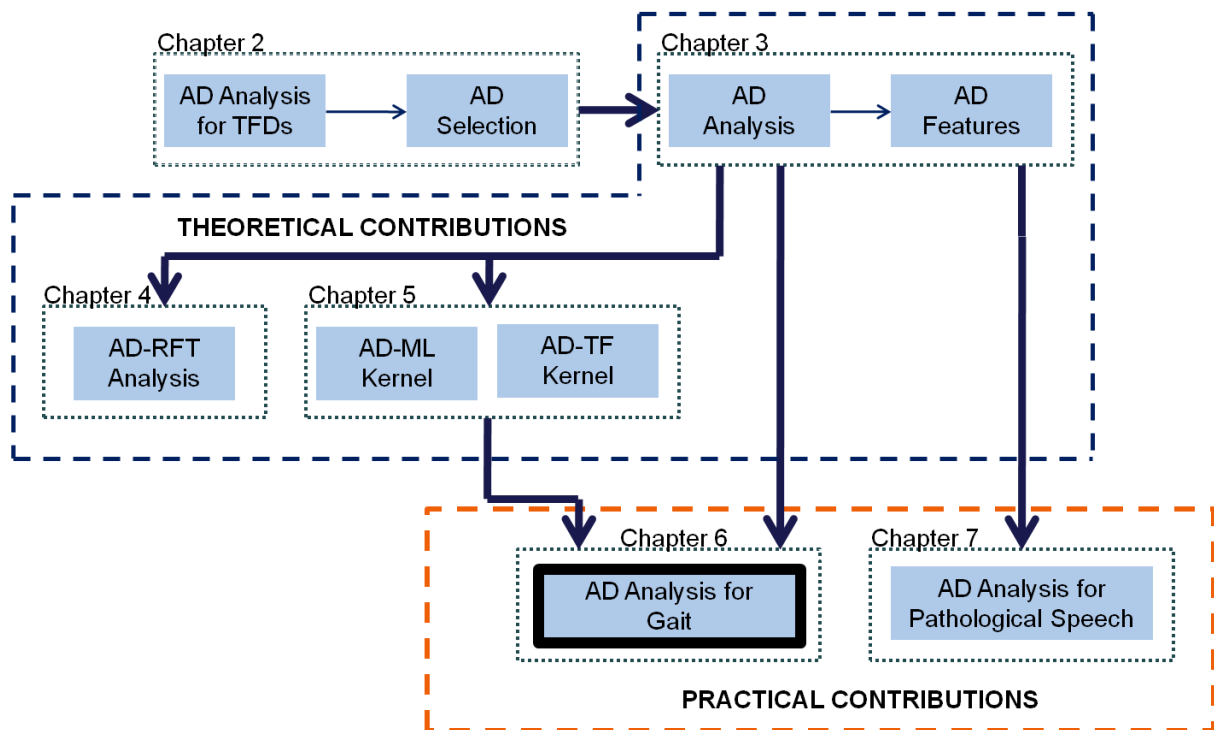 Chapter 2
Chapter 3
AD Analysis
for TFDs
AD
Selection
AD
Analysis
AD
Features
THEORETICAL CONTRIBUTIONS
Chapter 4
Chapter 5
AD-RFT
Analysis
AD-ML
Kernel
AD-TF
Kernel
Chapter 6
Chapter 7
AD Analysis for
Gait
AD Analysis for
Pathological Speech
PRACTICAL CONTRIBUTIONS